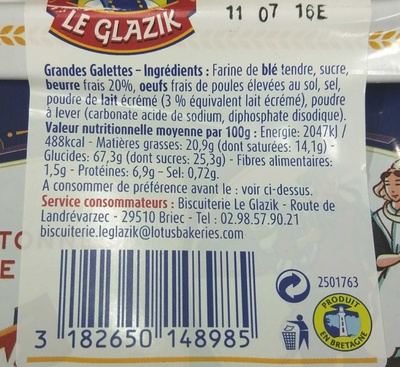 LE GLAZIK
11 07 16E
Grandes Galettes – Ingrédients : Farine de blé tendre, sucre,
beurre frais 20%, oeufs frais de poules élevées au sol, sel,
poudre de lait écrémé (3 % équivalent lait écrémé), poudre
à lever (carbonate acide de sodium, diphosphate disodique).
Valeur nutritionnelle moyenne par 100g : Energie: 2047kJ /
488kcal - Matières grasses: 20,9g (dont saturées: 14,1g) -
Glucides: 67,3g (dont sucres: 25,3g) - Fibres alimentaires:
1,5g - Protéines: 6,9g – Sel: 0,72g.
A consommer de préférence avant le : voir ci-dessus.
Service consommateurs : Biscuiterie Le Glazik - Route de
Landrévarzec - 29510 Briec - Tel : 02.98.57.90.21
biscuiterie.leglazik@lotusbakeries.com
2501763
PRODUIT
EN BRETAGNE
3 182650 148985